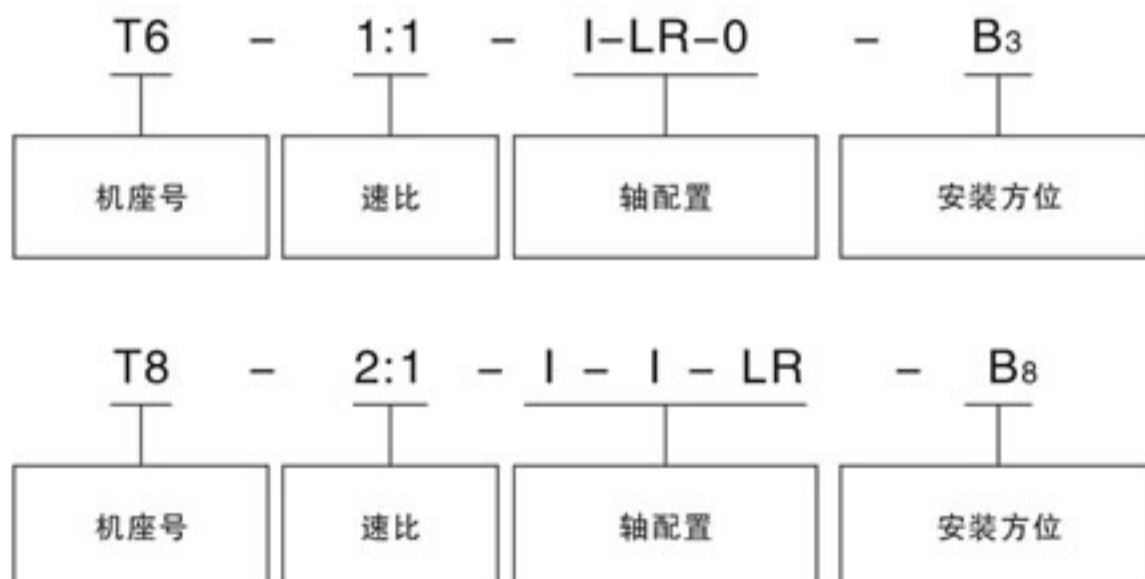 T6 – 1:1 – I–LR–0 – B3
机座号 速比 轴配置 安装方位
T8 – 2:1 – I – I – LR – B8
机座号 速比 轴配置 安装方位